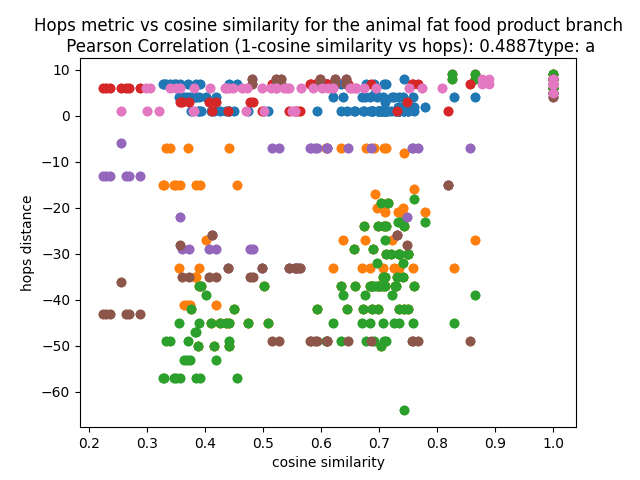 Hops metric vs cosine similarity for the animal fat food product branch
Pearson Correlation (1-cosine similarity vs hops): 0.4887type: a
10
0
−10
−20
−30
−40
−50
−60
hops distance
0.2 0.3 0.4 0.5 0.6 0.7 0.8 0.9 1.0
cosine similarity